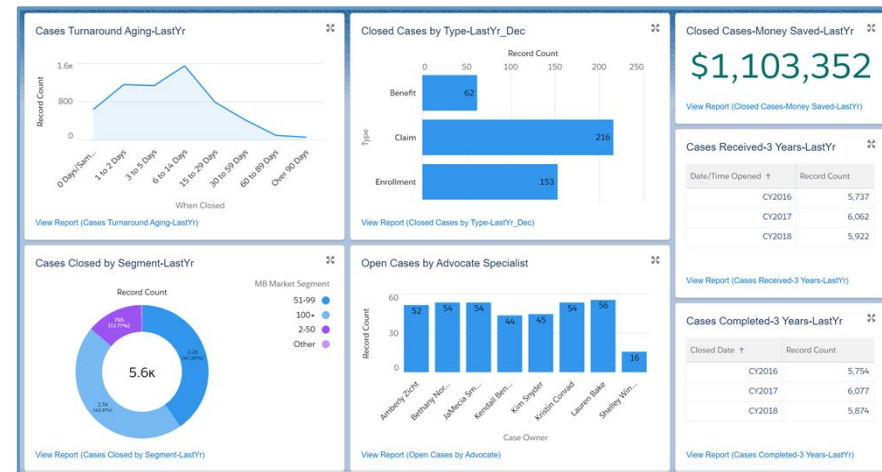 Cases Turnaround Aging-LastYr
Record Count
1.6K
800
0
0 Days/Sam...
1 to 2 Days
3 to 5 Days
6 to 14 Days
15 to 29 Days
30 to 59 Days
60 to 89 Days
Over 90 Days
When Closed
View Report (Cases Turnaround Aging-LastYr)
Closed Cases by Type-LastYr_Dec
Record Count
0 50 100 150 200 250
Type
Benefit 62
Claim 216
Enrollment 153
View Report (Closed Cases by Type-LastYr_Dec)
Closed Cases-Money Saved-LastYr
$1,103,352
View Report (Closed Cases-Money Saved-LastYr)
Cases Received-3 Years-LastYr
Date/Time Opened ↑ Record Count
CY2016 5,737
CY2017 6,062
CY2018 5,922
View Report (Cases Received-3 Years-LastYr)
Cases Closed by Segment-LastYr
Record Count
MB Market Segment
51-99
100+
2-50
Other
765
(13.77%)
2.5K
5.6K
View Report (Cases Closed by Segment-LastYr)
Open Cases by Advocate Specialist
Record Count
60
30
0
52 54 54 44 45 54 56 16
Amberly Zicht
Bethany Nor...
JaMecia Sm...
Kendall Ben...
Kim Snyder
Kristin Conrad
Lauren Bake
Shelley Win...
Case Owner
View Report (Open Cases by Advocate)
Cases Completed-3 Years-LastYr
Closed Date ↑ Record Count
CY2016 5,754
CY2017 6,077
CY2018 5,874
View Report (Cases Completed-3 Years-LastYr)